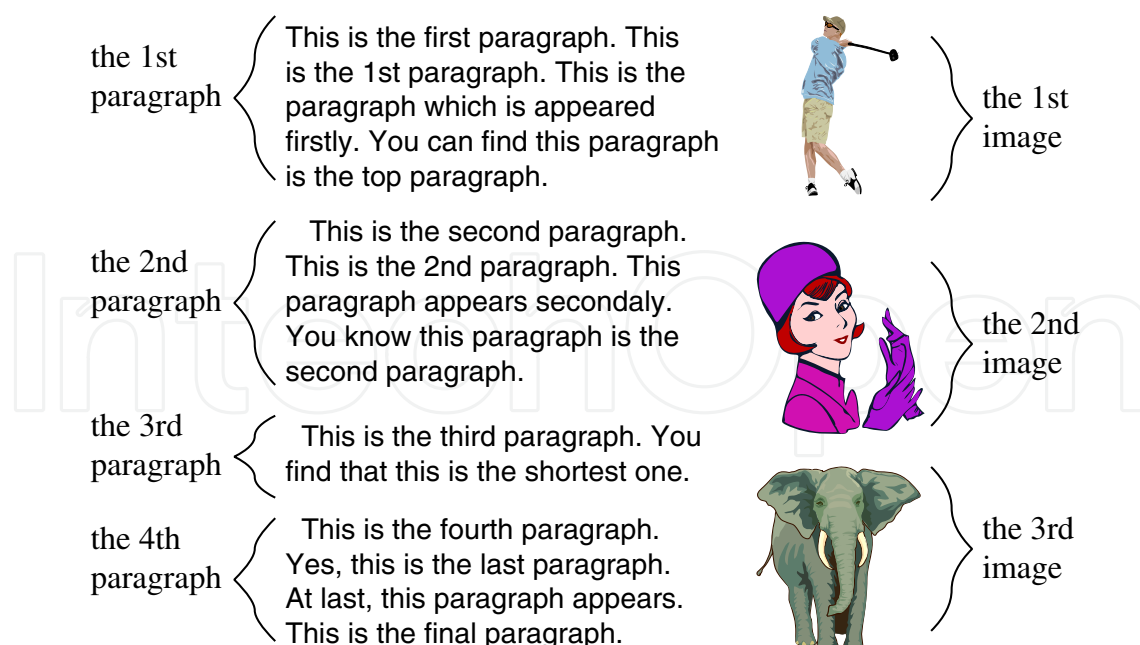 the 1st
paragraph
This is the first paragraph. This
is the 1st paragraph. This is the
paragraph which is appeared
firstly. You can find this paragraph
is the top paragraph.
the 1st
image
the 2nd
paragraph
This is the second paragraph.
This is the 2nd paragraph. This
paragraph appears secondaly.
You know this paragraph is the
second paragraph.
the 2nd
image
the 3rd
paragraph
This is the third paragraph. You
find that this is the shortest one.
the 4th
paragraph
This is the fourth paragraph.
Yes, this is the last paragraph.
At last, this paragraph appears.
This is the final paragraph.
the 3rd
image
IntechOpen